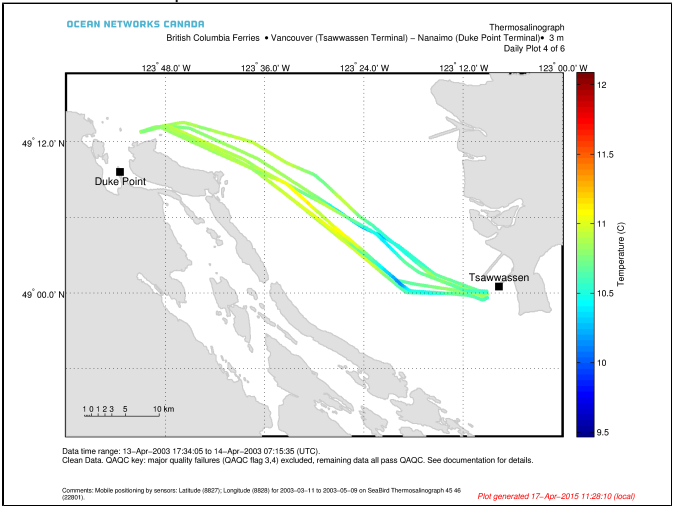 OCEAN NETWORKS CANADA
Thermosalinograph
British Columbia Ferries • Vancouver (Tsawwassen Terminal) − Nanaimo (Duke Point Terminal)• 3 m
Daily Plot 4 of 6
123° 48.0' W 123° 36.0' W 123° 24.0' W 123° 12.0' W 123° 00.0' W
49° 12.0' N
49° 00.0' N
Duke Point
Tsawwassen
1 0 1 2 3 5 10 km
12
11.5
11
10.5
10
9.5
Temperature (C)
Data time range: 13−Apr−2003 17:34:05 to 14−Apr−2003 07:15:35 (UTC).
Clean Data. QAQC key: major quality failures (QAQC flag 3,4) excluded, remaining data all pass QAQC. See documentation for details.
Comments: Mobile positioning by sensors: Latitude (8827); Longitude (8828) for 2003−03−11 to 2003−05−09 on SeaBird Thermosalinograph 45 46
(22801).
Plot generated 17−Apr−2015 11:28:10 (local)